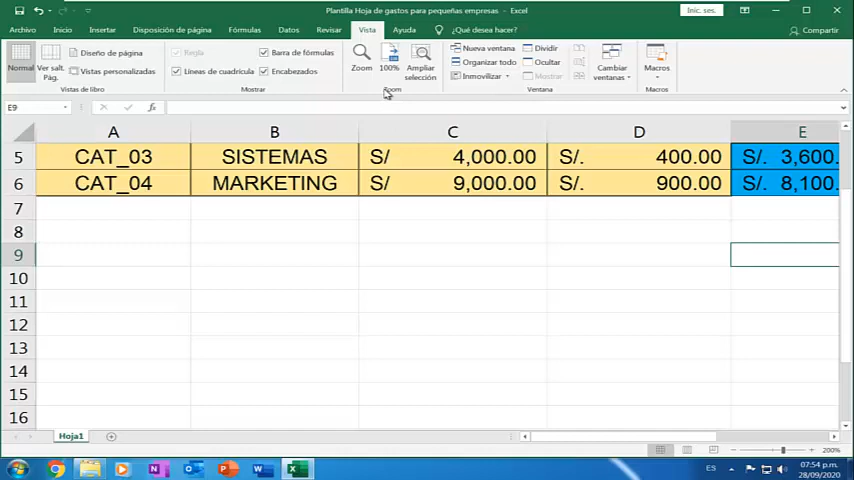 Plantilla Hoja de gastos para pequeñas empresas - Excel
Inic. ses.
Archivo Inicio Insertar Disposición de página Fórmulas Datos Revisar Vista Ayuda ¿Qué desea hacer? Compartir
Normal
Ver salt. Pág.
Diseño de página
Vistas personalizadas
Vistas de libro
Regla
Barra de fórmulas
Líneas de cuadrícula
Encabezados
Mostrar
Zoom
100%
Ampliar selección
Zoom
Nueva ventana
Organizar todo
Inmovilizar
Dividir
Ocultar
Mostrar
Cambiar ventanas
Ventana
Macros
Macros
E9
fx
A B C D E
5 CAT_03 SISTEMAS S/ 4,000.00 S/. 400.00 S/. 3,600.
6 CAT_04 MARKETING S/ 9,000.00 S/. 900.00 S/. 8,100.
7
8
9
10
11
12
13
14
15
16
Hoja1
200%
ES
07:54 p.m.
28/09/2020